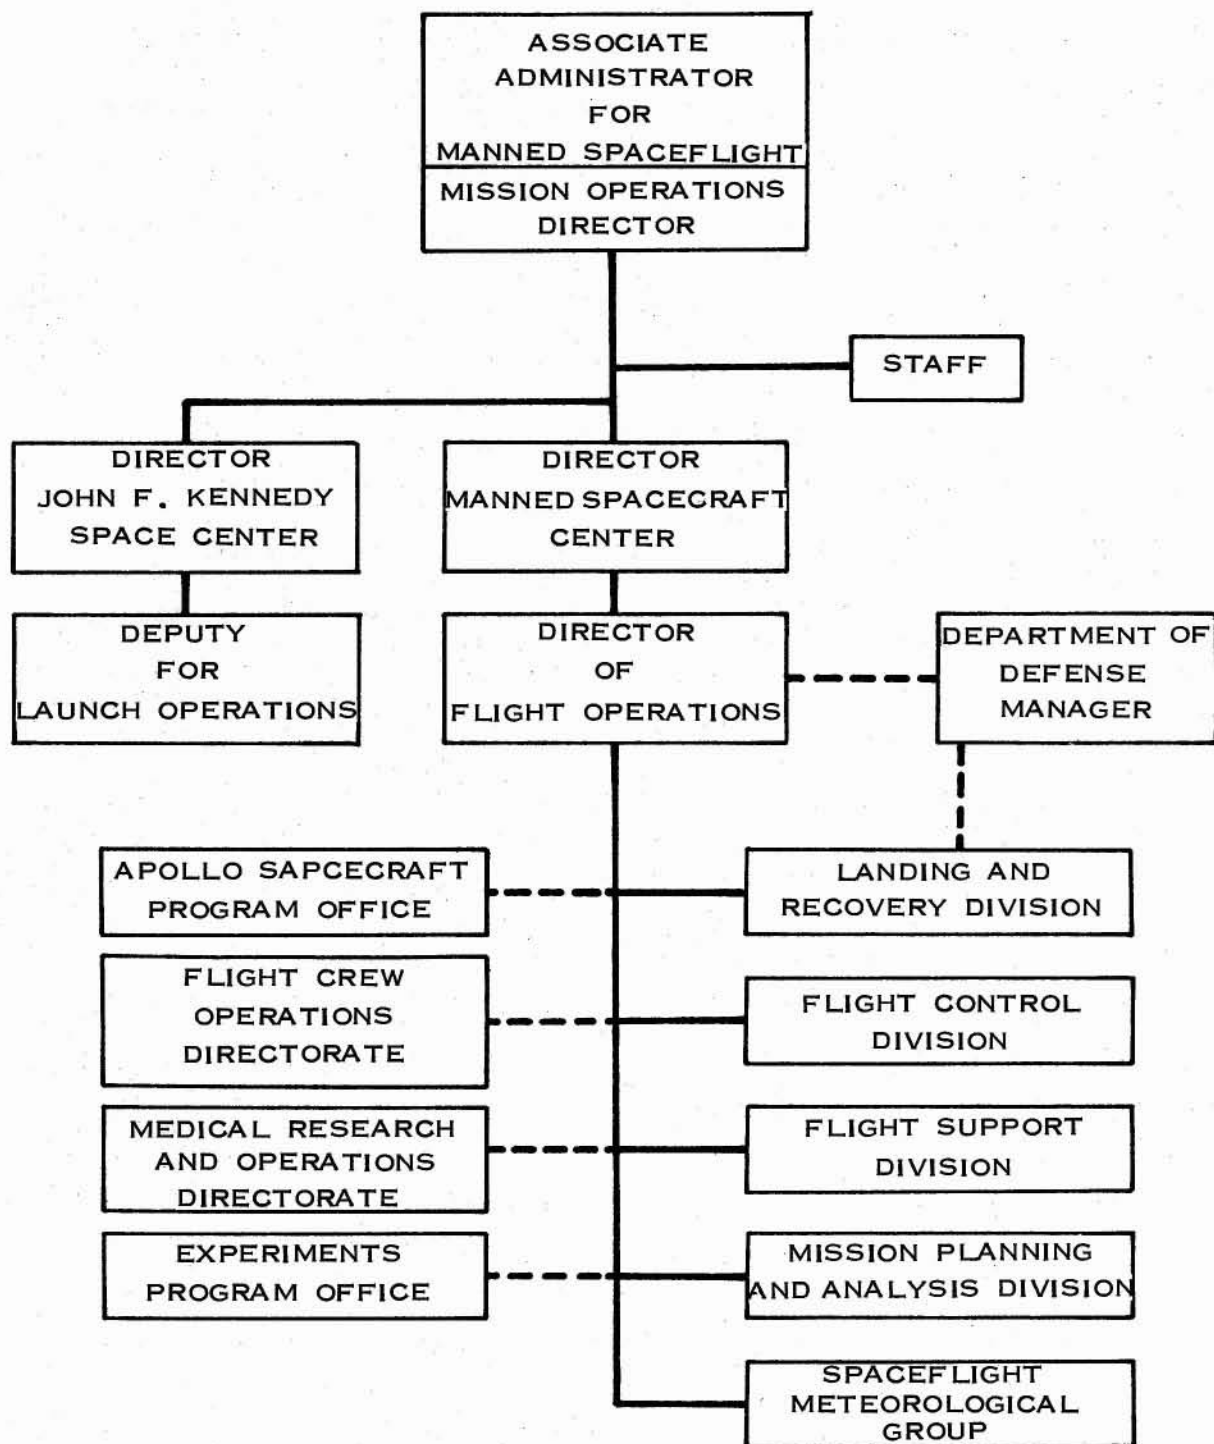 ASSOCIATE
ADMINISTRATOR
FOR
MANNED SPACEFLIGHT
MISSION OPERATIONS
DIRECTOR
STAFF
DIRECTOR
JOHN F. KENNEDY
SPACE CENTER
DIRECTOR
MANNED SPACECRAFT
CENTER
DEPUTY
FOR
LAUNCH OPERATIONS
DIRECTOR
OF
FLIGHT OPERATIONS
DEPARTMENT OF
DEFENSE
MANAGER
APOLLO SAPCECRAFT
PROGRAM OFFICE
LANDING AND
RECOVERY DIVISION
FLIGHT CREW
OPERATIONS
DIRECTORATE
FLIGHT CONTROL
DIVISION
MEDICAL RESEARCH
AND OPERATIONS
DIRECTORATE
FLIGHT SUPPORT
DIVISION
EXPERIMENTS
PROGRAM OFFICE
MISSION PLANNING
AND ANALYSIS DIVISION
SPACEFLIGHT
METEOROLOGICAL
GROUP